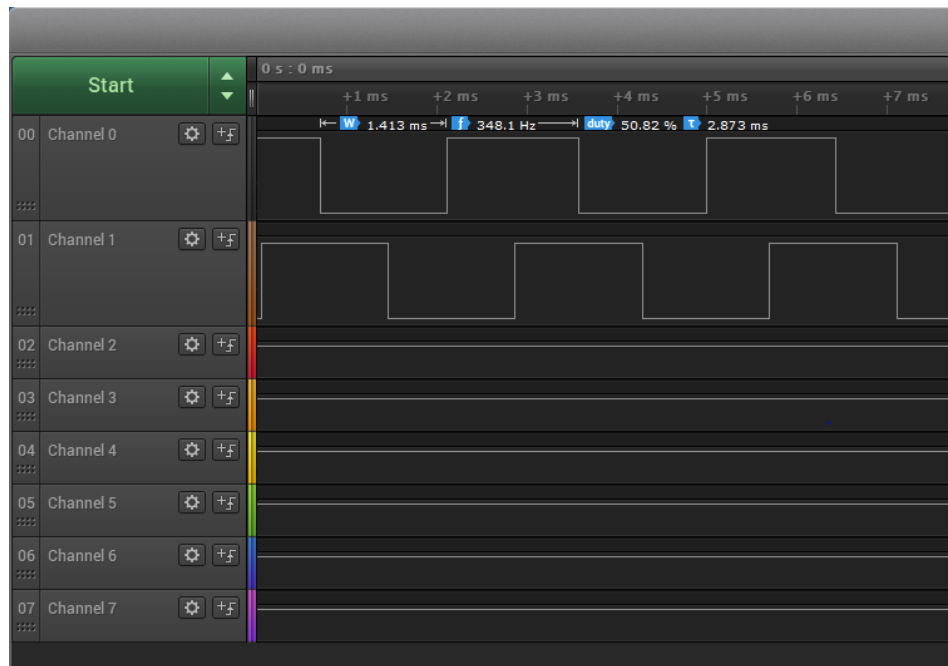 0 s : 0 ms
Start
+1 ms +2 ms +3 ms +4 ms +5 ms +6 ms +7 ms
W 1.413 ms f 348.1 Hz duty 50.82 % τ 2.873 ms
00 Channel 0
01 Channel 1
02 Channel 2
03 Channel 3
04 Channel 4
05 Channel 5
06 Channel 6
07 Channel 7